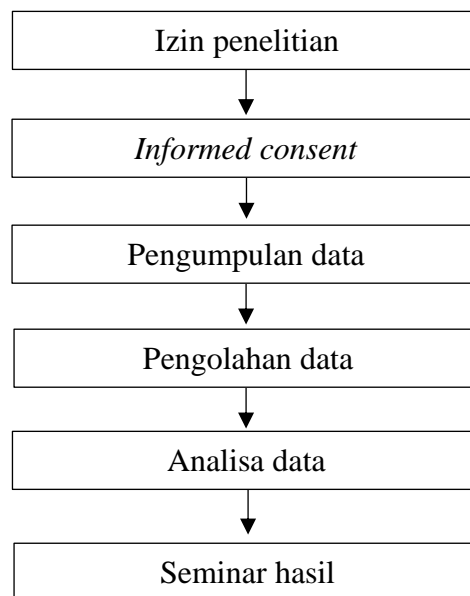 Izin penelitian
Informed consent
Pengumpulan data
Pengolahan data
Analisa data
Seminar hasil